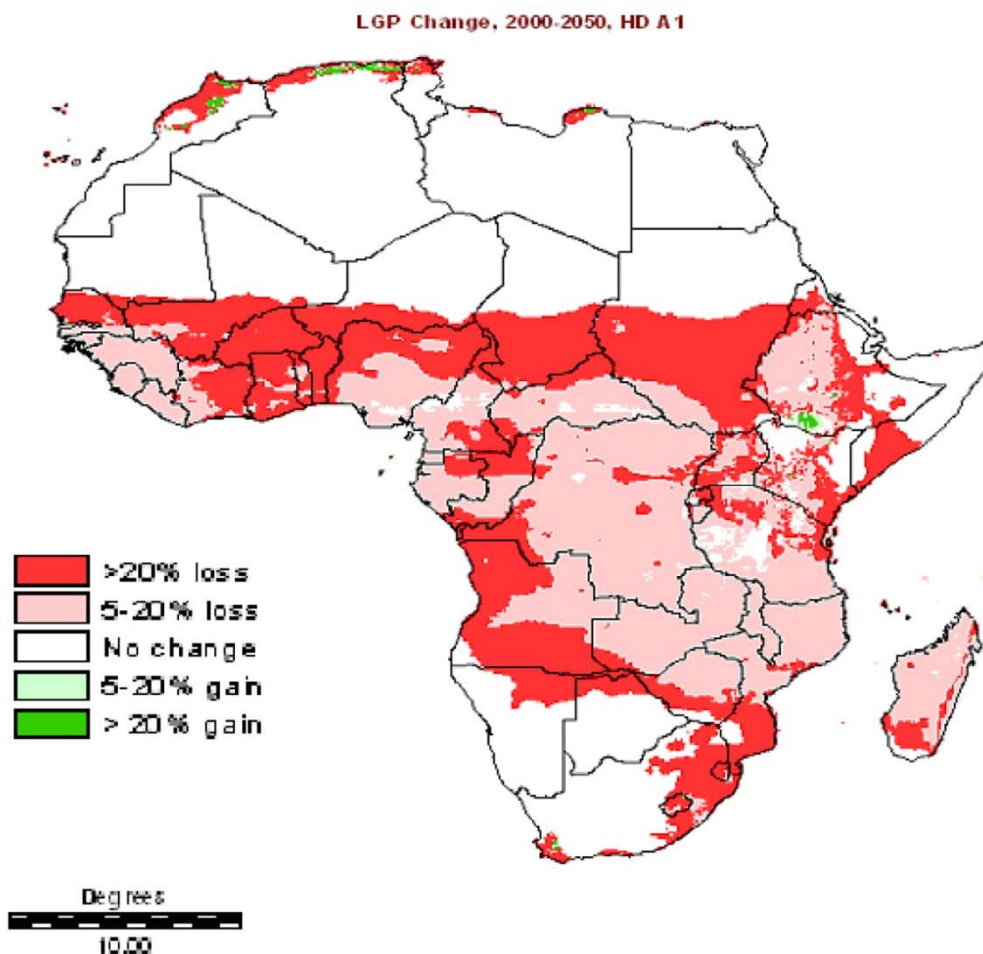 LGP Change, 2000-2050, HD A1
>20% loss
5-20% loss
No change
5-20% gain
> 20% gain
Degrees
10.00